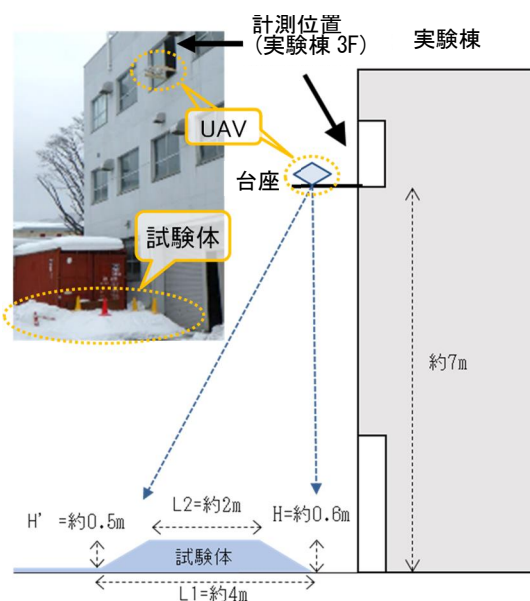 計測位置
(実験棟 3F)
実験棟
UAV
台座
試験体
約7m
L2=約2m
H=約0.6m
H' =約0.5m
試験体
L1=約4m